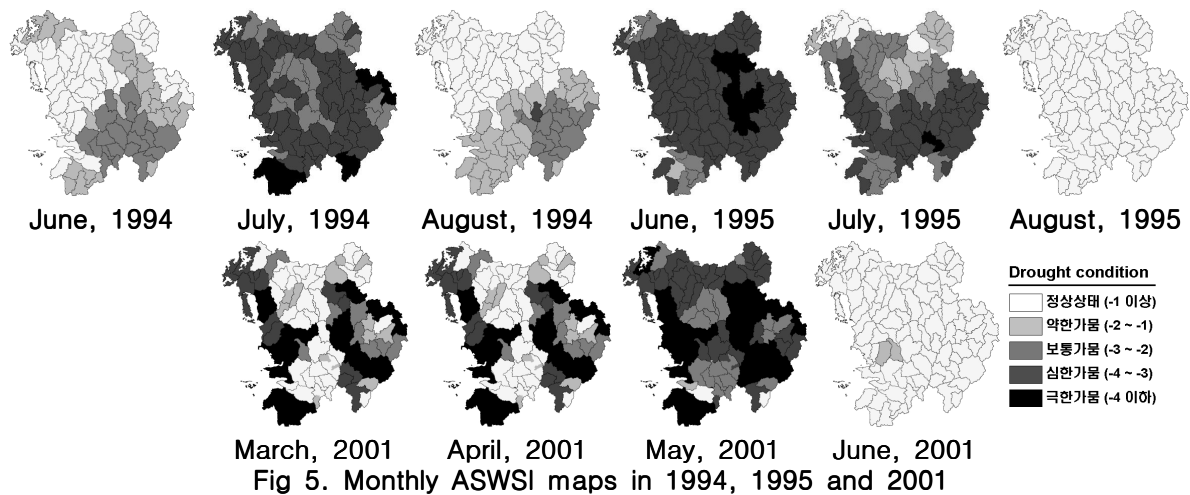 June, 1994 July, 1994 August, 1994 June, 1995 July, 1995 August, 1995
Drought condition
정상상태 (-1 이상)
약한가뭄 (-2 ~ -1)
보통가뭄 (-3 ~ -2)
심한가뭄 (-4 ~ -3)
극한가뭄 (-4 이하)
March, 2001 April, 2001 May, 2001 June, 2001
Fig 5. Monthly ASWSI maps in 1994, 1995 and 2001